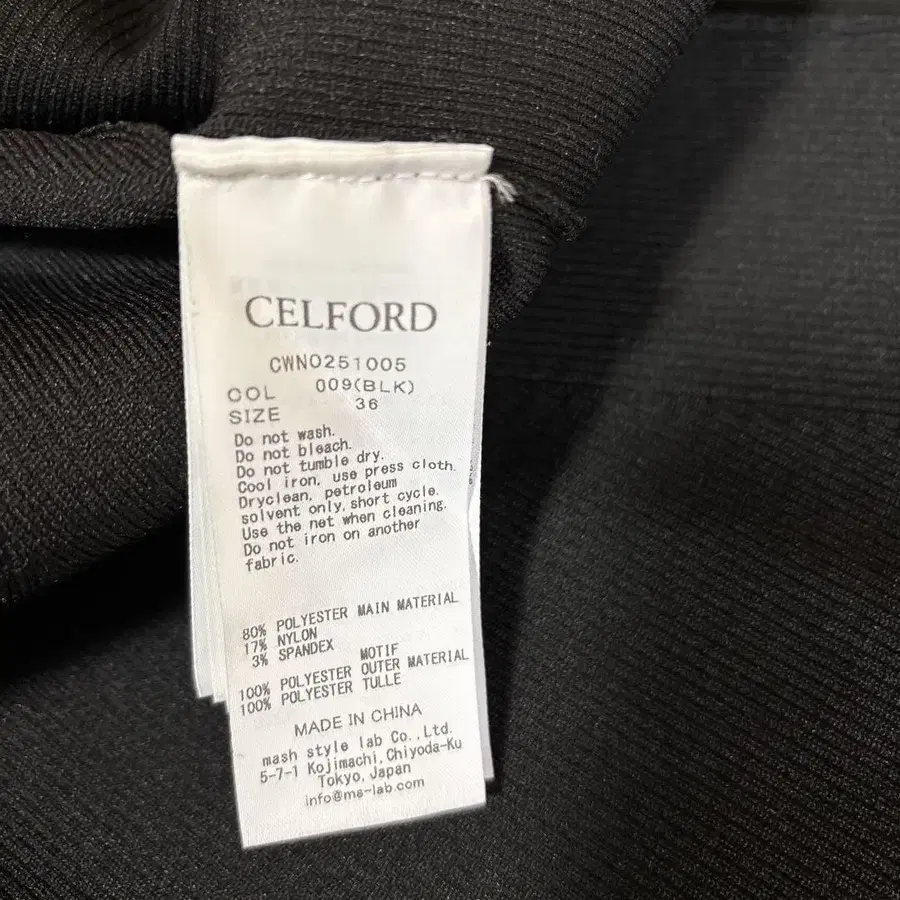 CELFORD
CWNO251005
COL 009(BLK)
SIZE 36
Do not wash.
Do not bleach.
Do not tumble dry.
Cool iron, use press cloth.
Dryclean, petroleum
solvent only, short cycle.
Use the net when cleaning.
Do not iron on another
fabric.
80% POLYESTER MAIN MATERIAL
17% NYLON
3% SPANDEX
MOTIF
100% POLYESTER OUTER MATERIAL
100% POLYESTER TULLE
MADE IN CHINA
mash style lab Co.,Ltd.
5-7-1 Kojimachi, Chiyoda-Ku
Tokyo, Japan
info@ms-lab.com